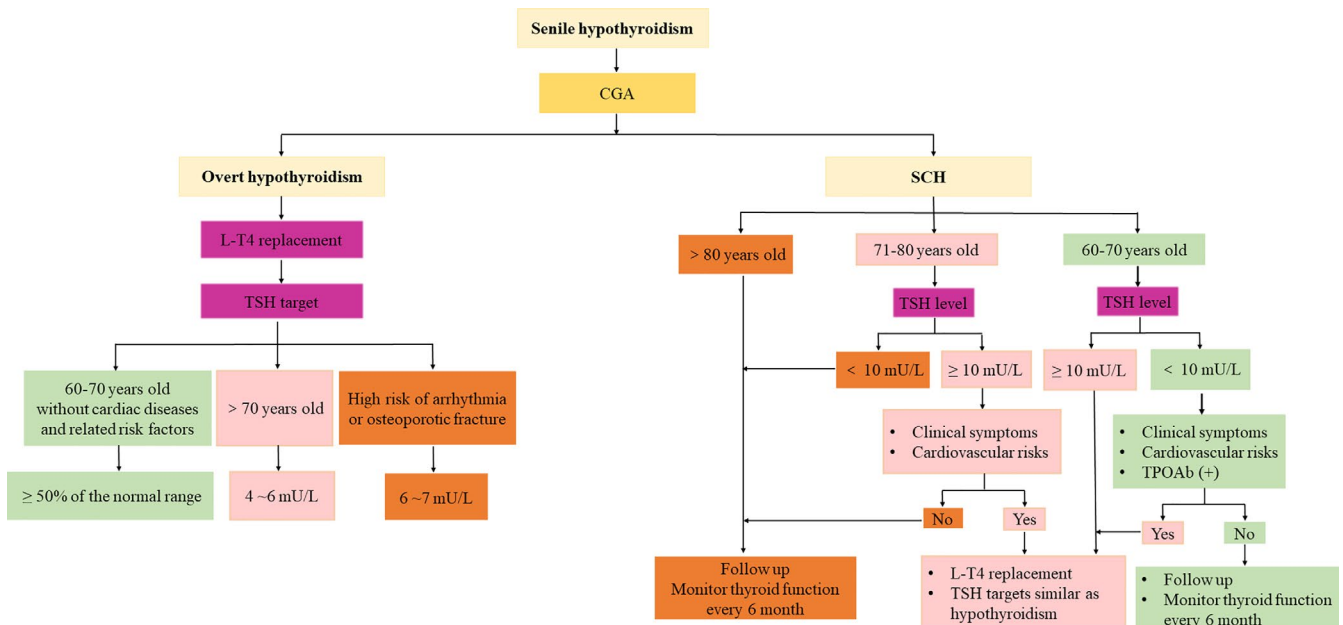 Senile hypothyroidism
CGA
Overt hypothyroidism
SCH
L-T4 replacement
TSH target
60-70 years old
without cardiac diseases
and related risk factors
> 70 years old
High risk of arrhythmia
or osteoporotic fracture
≥ 50% of the normal range
4 ~6 mU/L
6 ~7 mU/L
> 80 years old
71-80 years old
60-70 years old
TSH level
TSH level
< 10 mU/L
≥ 10 mU/L
≥ 10 mU/L
< 10 mU/L
• Clinical symptoms
• Cardiovascular risks
• Clinical symptoms
• Cardiovascular risks
• TPOAb (+)
No
Yes
Yes
No
Follow up
Monitor thyroid function
every 6 month
• L-T4 replacement
• TSH targets similar as
hypothyroidism
• Follow up
• Monitor thyroid function
every 6 month